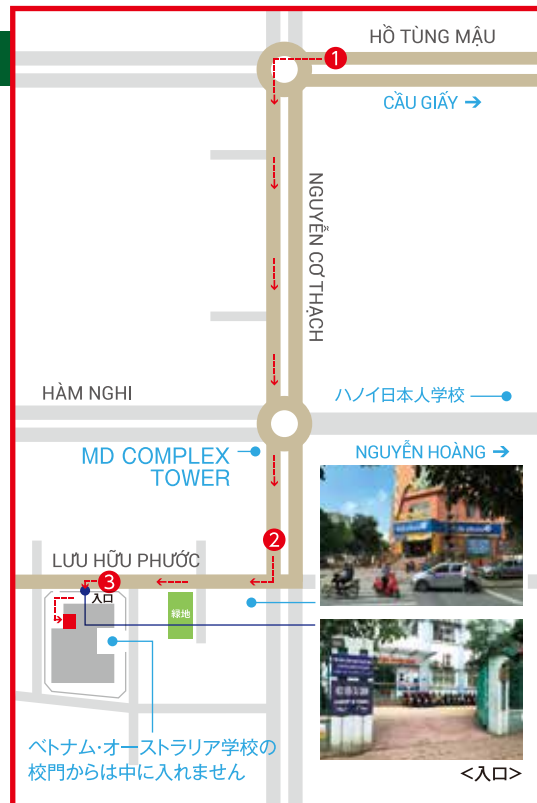 HỒ TÙNG MẬU
1
CẦU GIẤY →
NGUYỄN CƠ THẠCH
HÀM NGHI
ハノイ日本人学校
MD COMPLEX
TOWER
NGUYỄN HOÀNG →
2
LƯU HỮU PHƯỚC
3
入口
緑地
ベトナム・オーストラリア学校の
校門からは中に入れません
<入口>